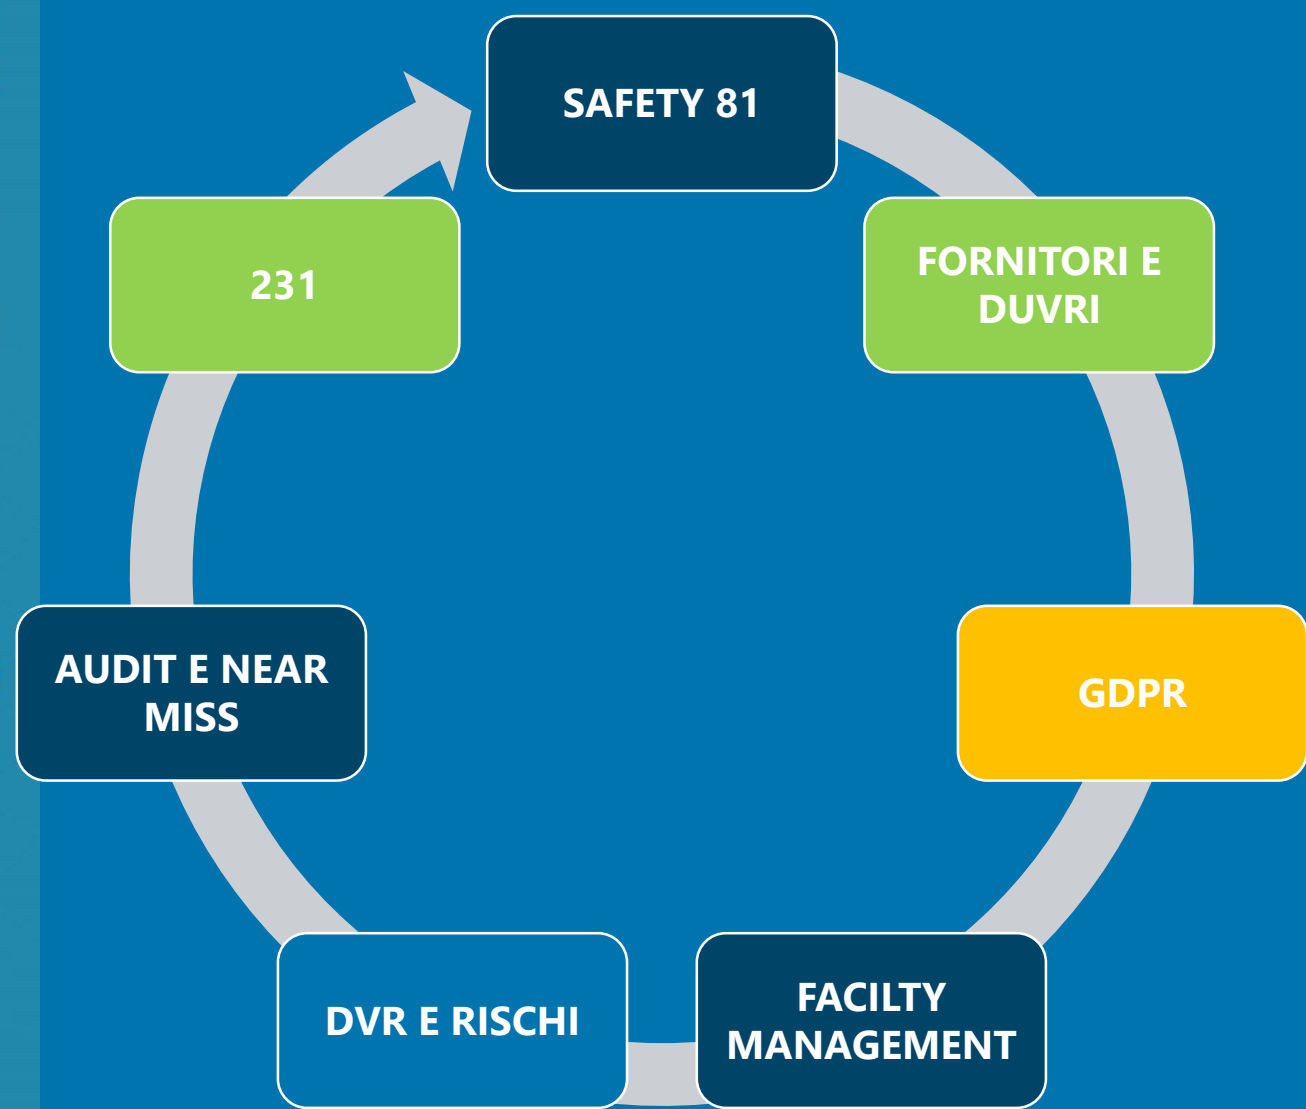 SAFETY 81
FORNITORI E
DUVRI
GDPR
FACILTY
MANAGEMENT
DVR E RISCHI
AUDIT E NEAR
MISS
231